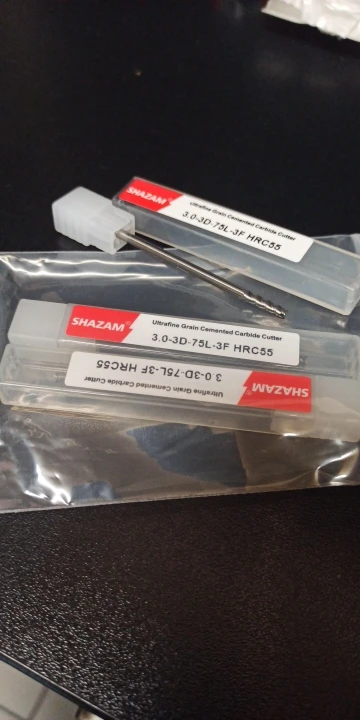 SHAZAM
Ultrafine Grain Cemented Carbide Cutter
3.0-3D-75L-3F HRC55
SHAZAM
Ultrafine Grain Cemented Carbide Cutter
3.0-3D-75L-3F HRC55
SHAZAM®
Ultrafine Grain Cemented Carbide Cutter
3.0-3D-75L-3F HRC55